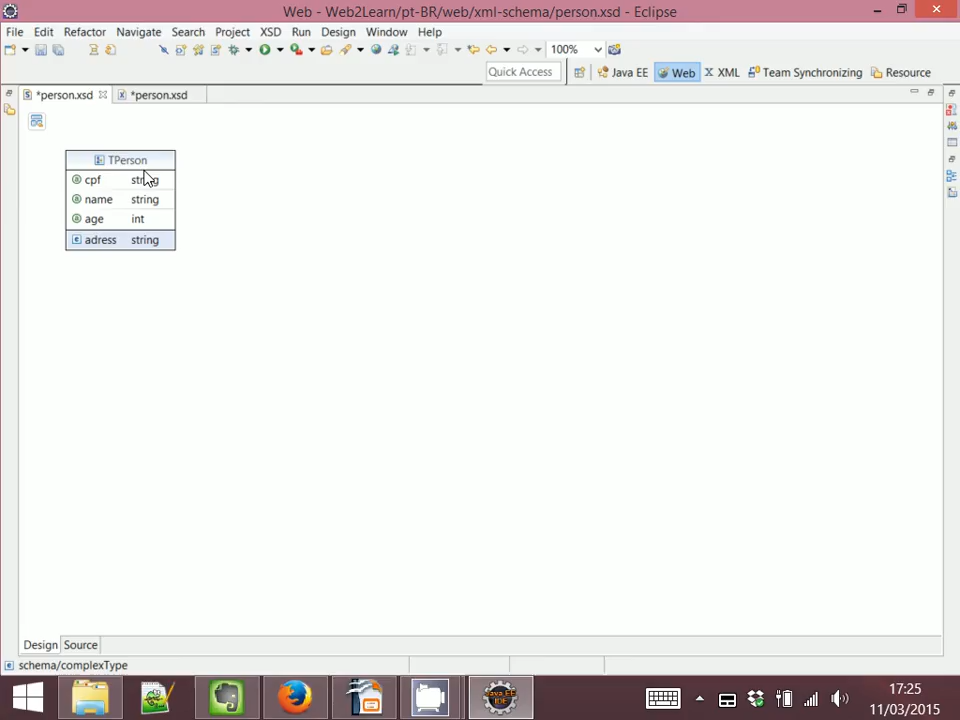 Web - Web2Learn/pt-BR/web/xml-schema/person.xsd - Eclipse
File Edit Refactor Navigate Search Project XSD Run Design Window Help
100%
Quick Access Java EE Web XML Team Synchronizing Resource
*person.xsd *person.xsd
TPerson
cpf string
name string
age int
adress string
Design Source
schema/complexType
17:25
11/03/2015